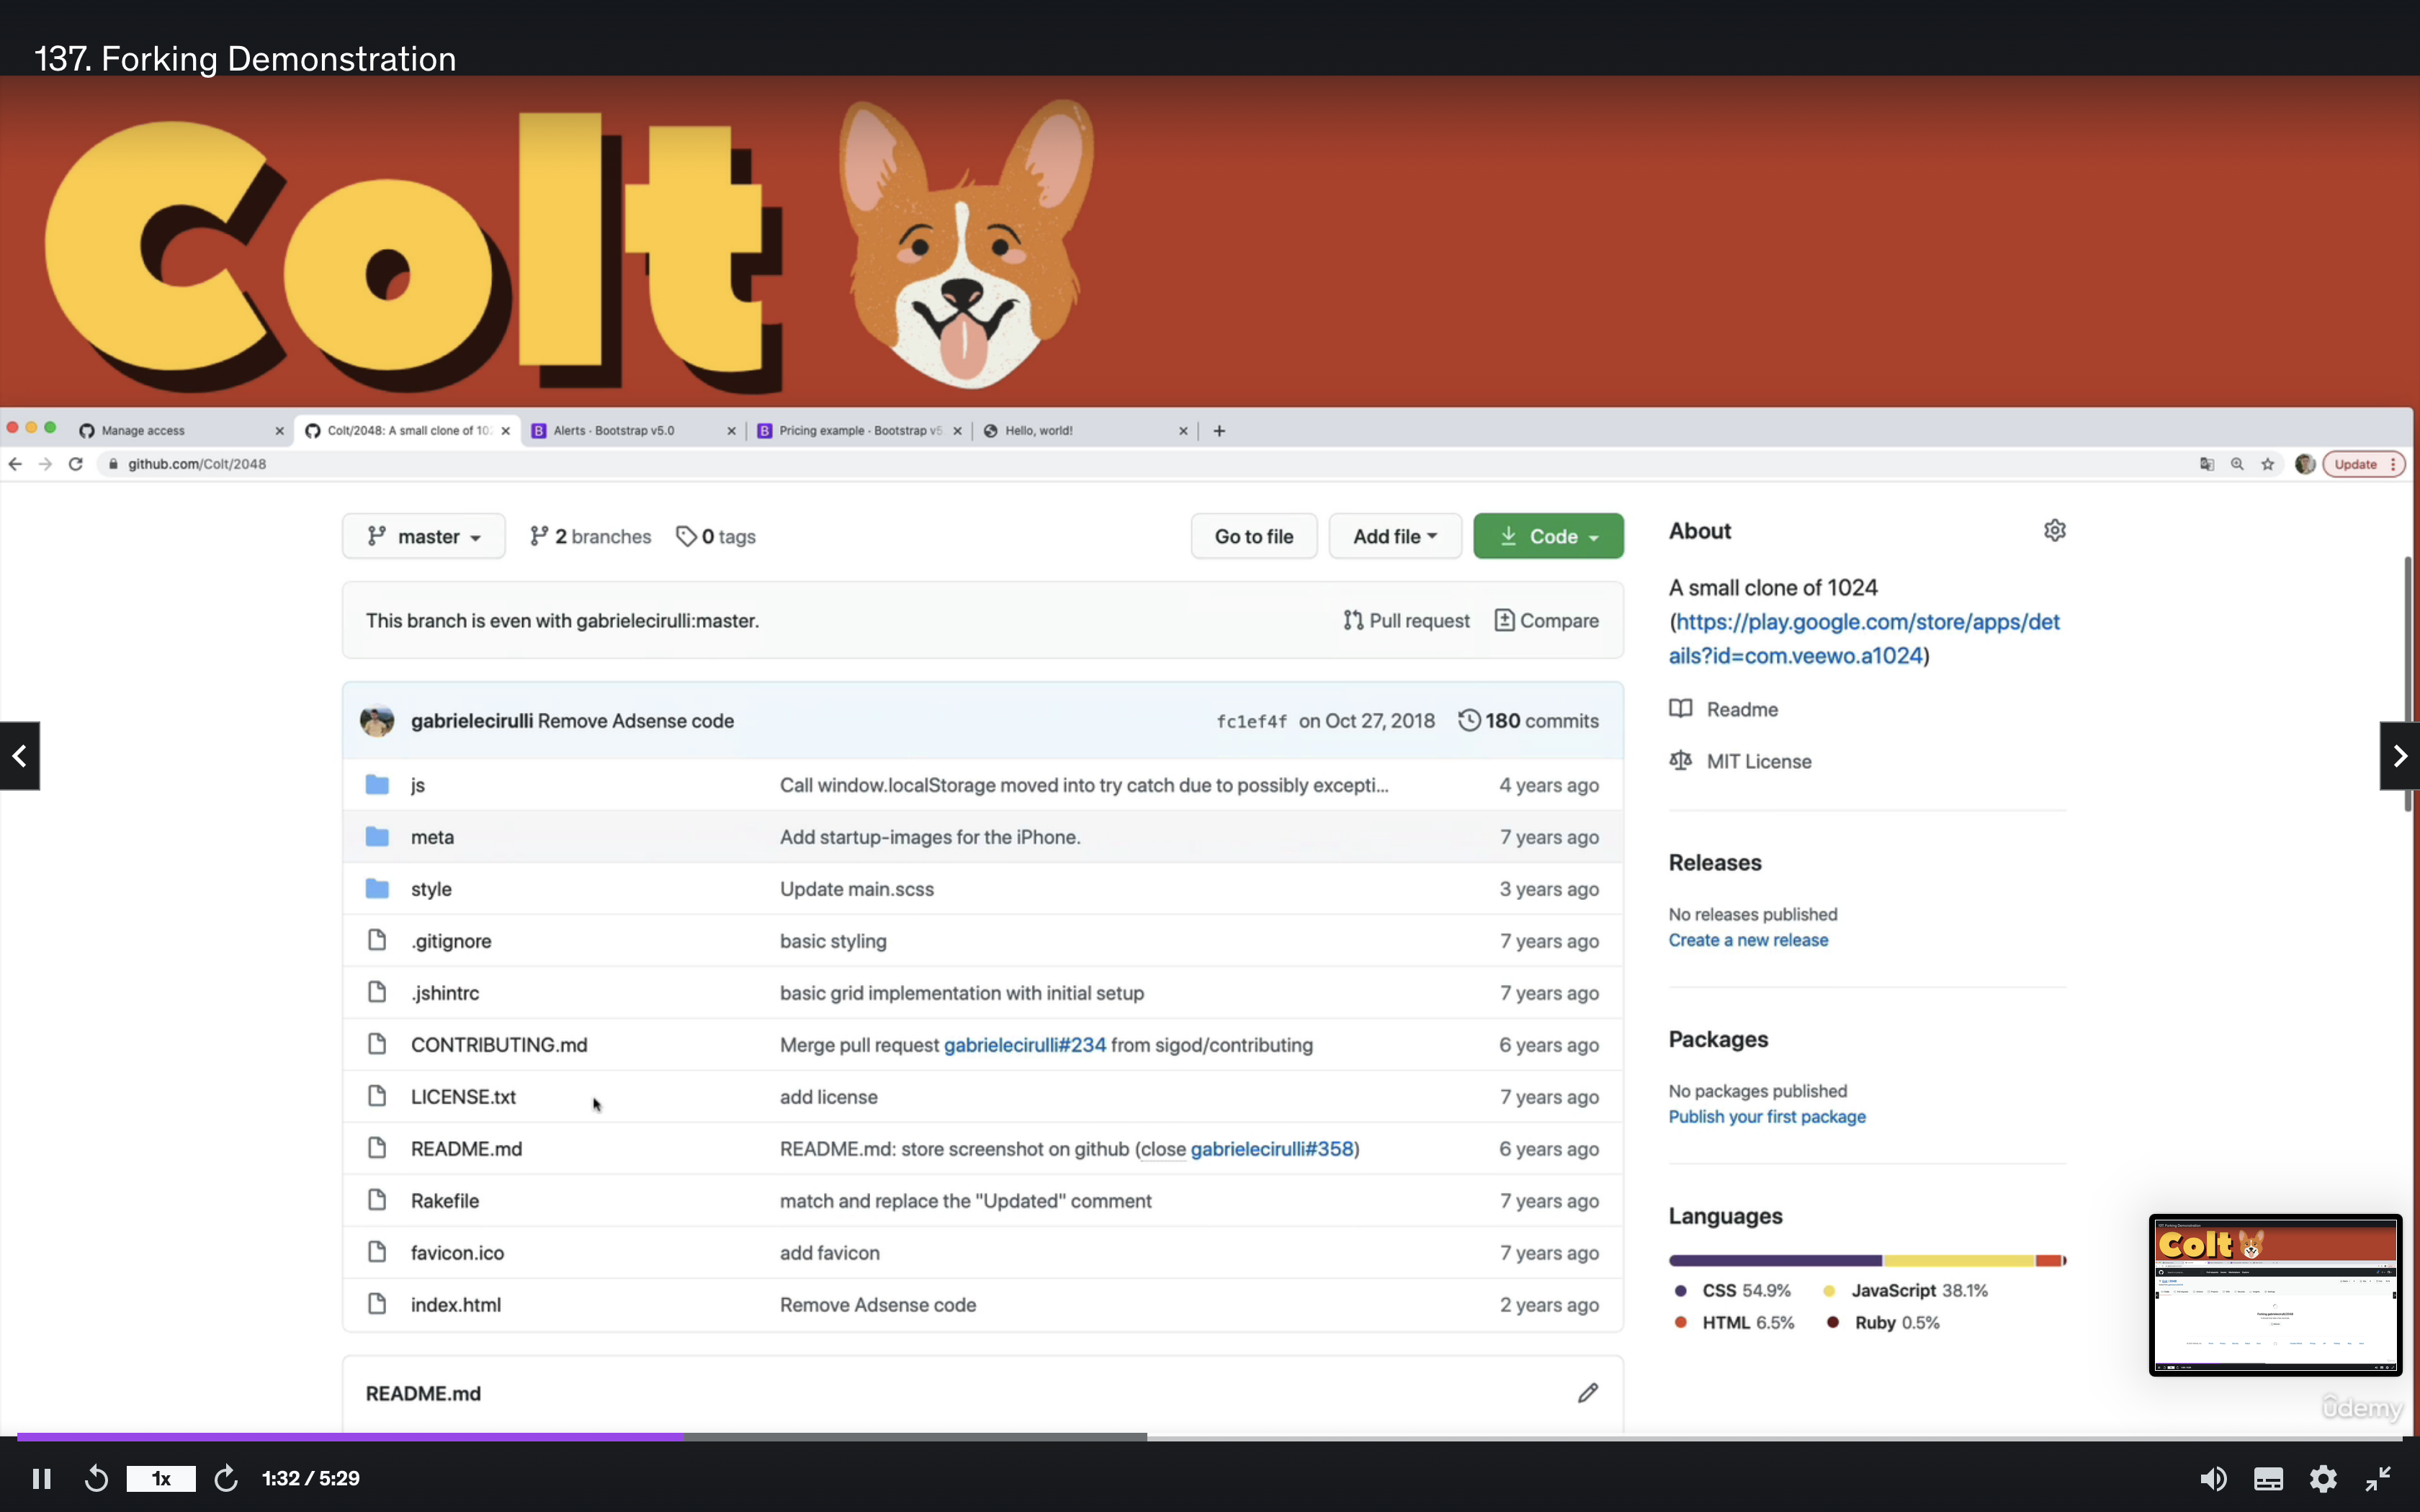 137. Forking Demonstration
Colt
Manage access
Colt/2048: A small clone of 10
Alerts · Bootstrap v5.0
Pricing example · Bootstrap v5
Hello, world!
github.com/Colt/2048
Update
master
2 branches
0 tags
Go to file
Add file
Code
This branch is even with gabrielecirulli:master.
Pull request
Compare
gabrielecirulli Remove Adsense code
fc1ef4f on Oct 27, 2018
180 commits
js Call window.localStorage moved into try catch due to possibly excepti... 4 years ago
meta Add startup-images for the iPhone. 7 years ago
style Update main.scss 3 years ago
.gitignore basic styling 7 years ago
.jshintrc basic grid implementation with initial setup 7 years ago
CONTRIBUTING.md Merge pull request gabrielecirulli#234 from sigod/contributing 6 years ago
LICENSE.txt add license 7 years ago
README.md README.md: store screenshot on github (close gabrielecirulli#358) 6 years ago
Rakefile match and replace the "Updated" comment 7 years ago
favicon.ico add favicon 7 years ago
index.html Remove Adsense code 2 years ago
README.md
About
A small clone of 1024
(https://play.google.com/store/apps/det
ails?id=com.veewo.a1024)
Readme
MIT License
Releases
No releases published
Create a new release
Packages
No packages published
Publish your first package
Languages
CSS 54.9%
JavaScript 38.1%
HTML 6.5%
Ruby 0.5%
Colt
udemy
1x
1:32 / 5:29